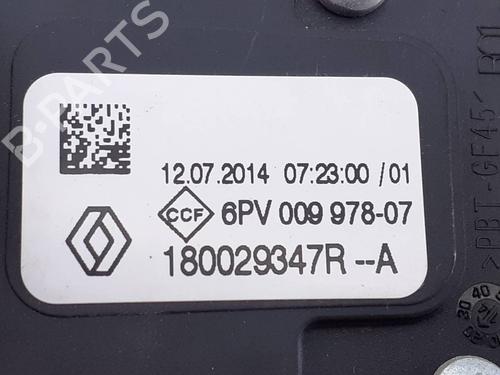 B-PARTS
12.07.2014 07:23:00 /01
CCF 6PV 009 978-07
180029347R --A
>PBT-GF45<